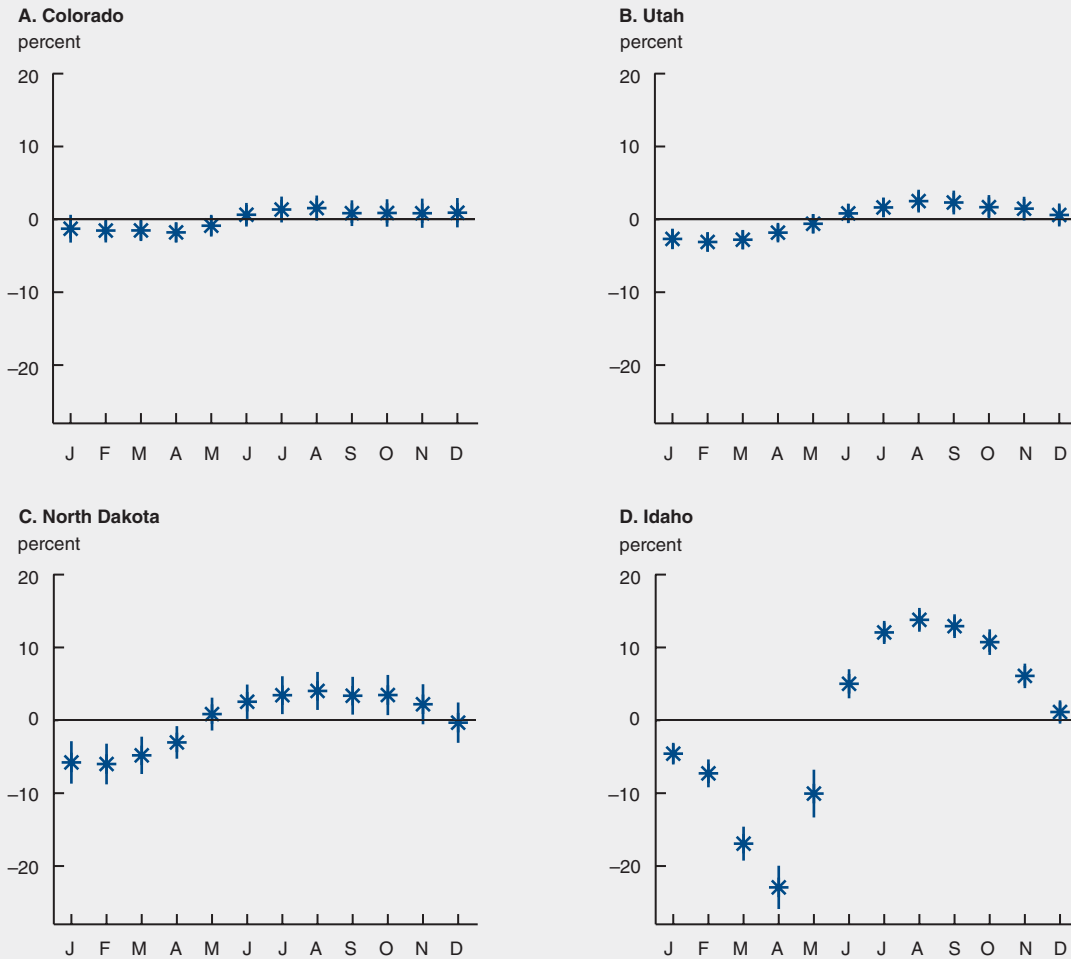 A. Colorado
percent
20
10
0
–10
–20
J F M A M J J A S O N D
B. Utah
percent
20
10
0
–10
–20
J F M A M J J A S O N D
C. North Dakota
percent
20
10
0
–10
–20
J F M A M J J A S O N D
D. Idaho
percent
20
10
0
–10
–20
J F M A M J J A S O N D